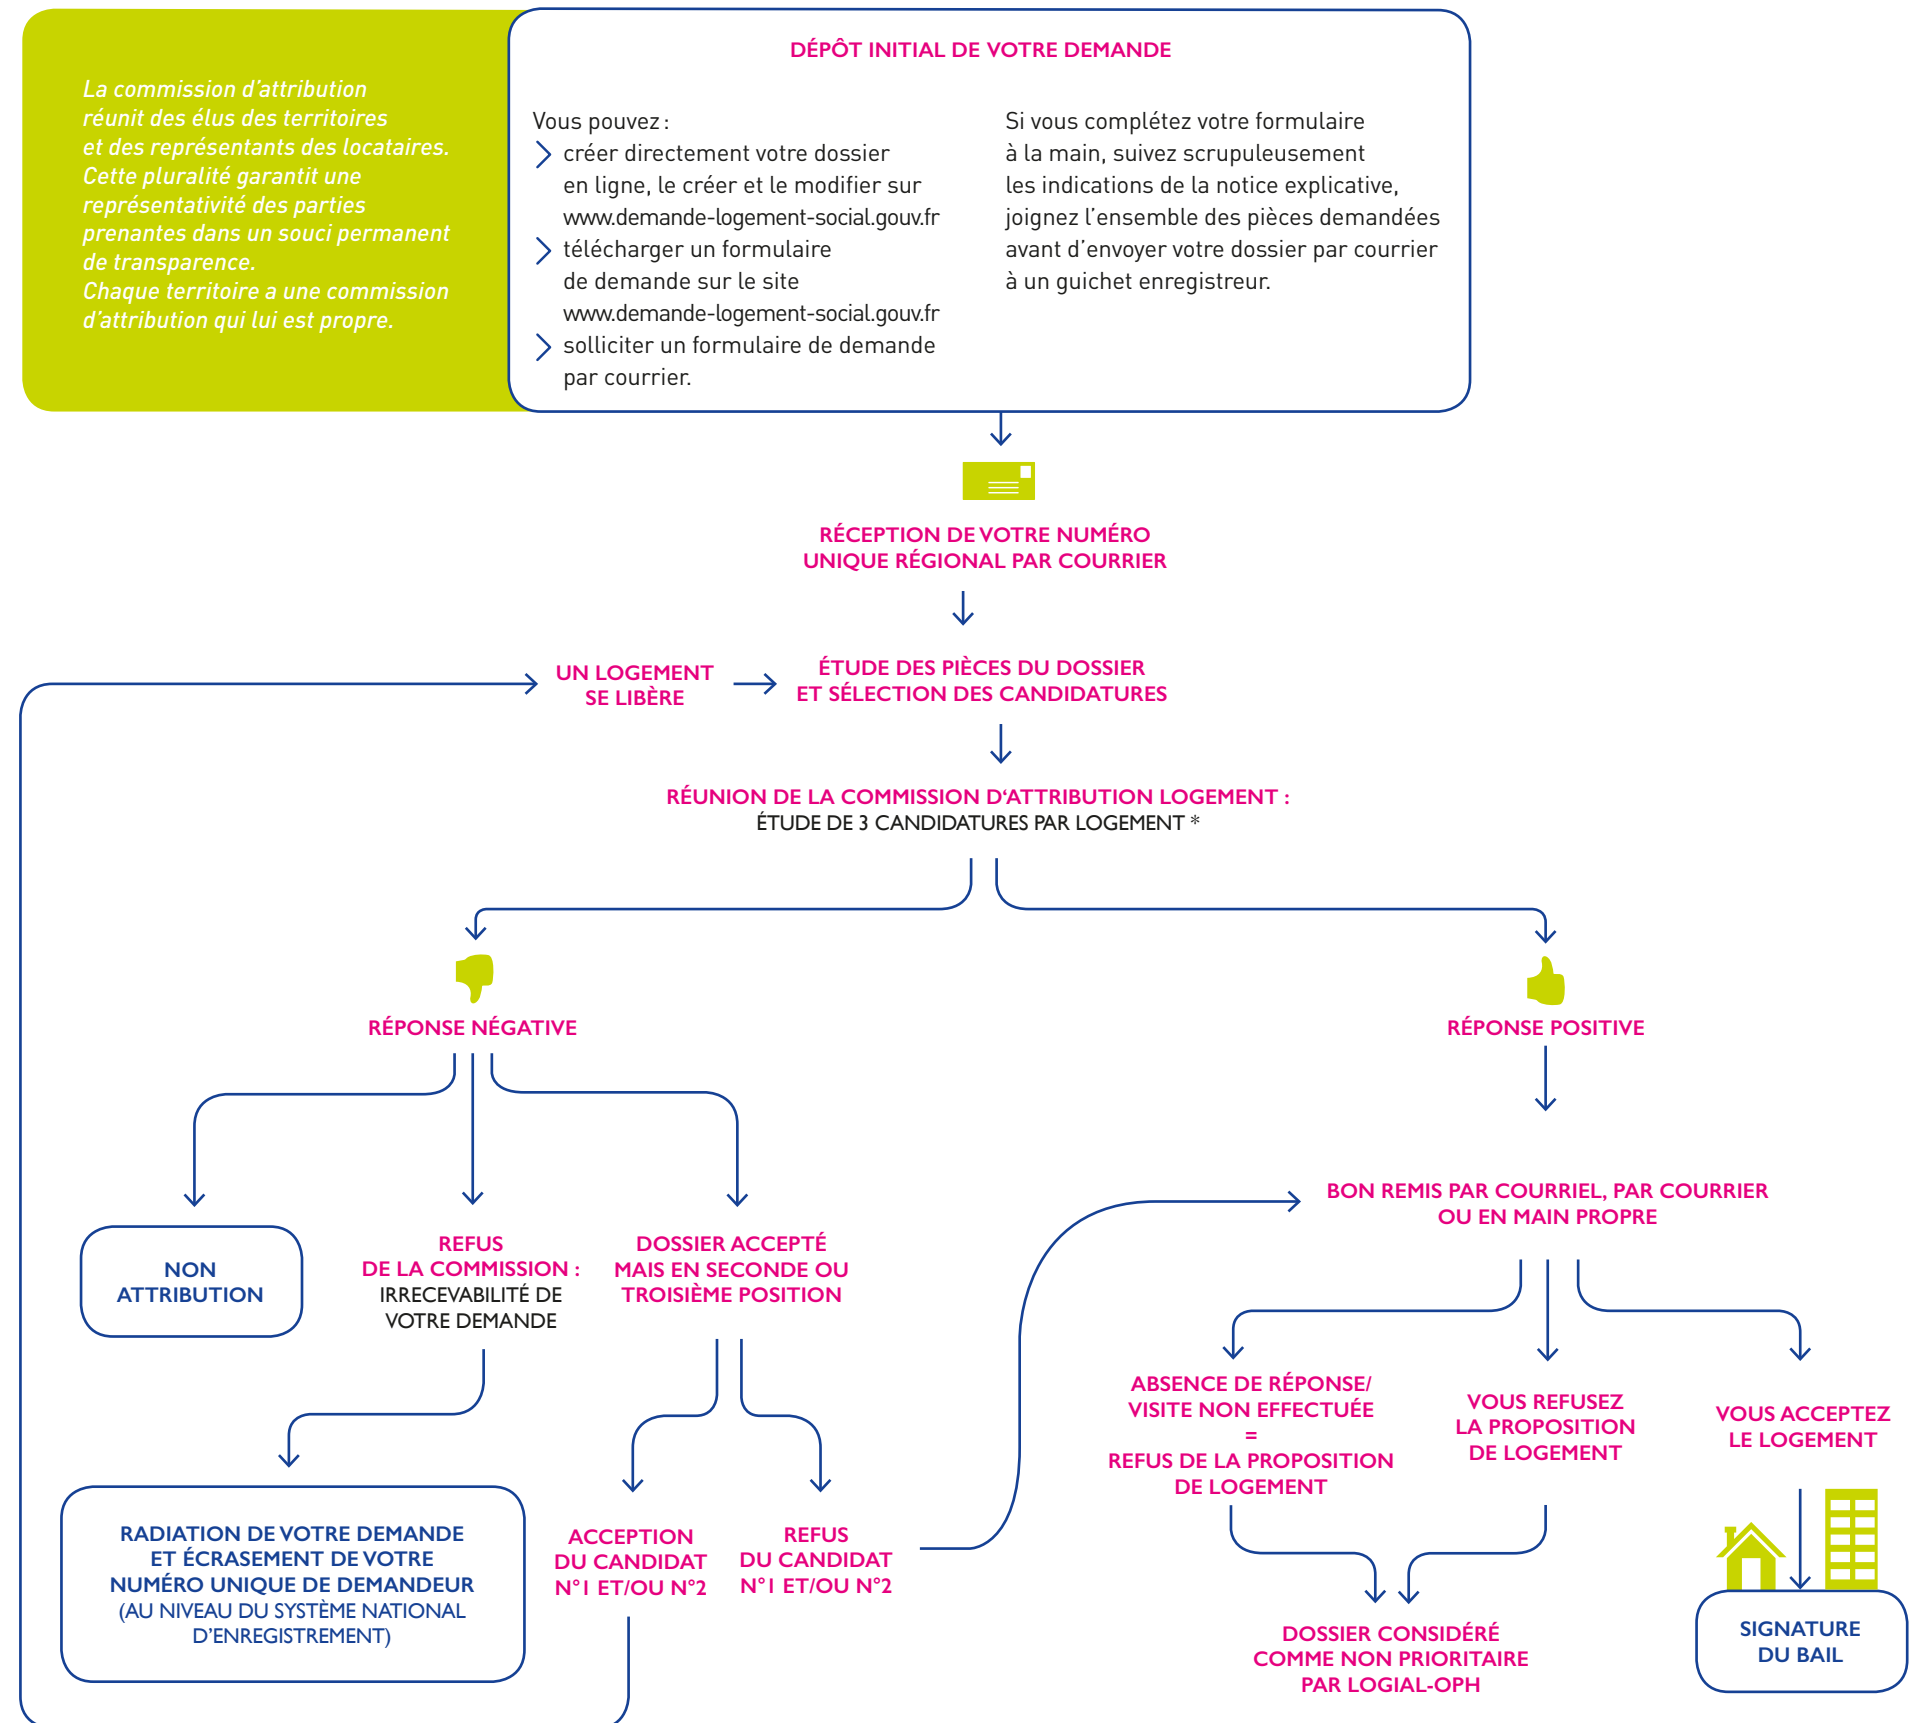 La commission d'attribution
réunit des élus des territoires
et des représentants des locataires.
Cette pluralité garantit une
représentativité des parties
prenantes dans un souci permanent
de transparence.
Chaque territoire a une commission
d'attribution qui lui est propre.
DÉPÔT INITIAL DE VOTRE DEMANDE
Vous pouvez :
créer directement votre dossier
en ligne, le créer et le modifier sur
www.demande-logement-social.gouv.fr
télécharger un formulaire
de demande sur le site
www.demande-logement-social.gouv.fr
solliciter un formulaire de demande
par courrier.
Si vous complétez votre formulaire
à la main, suivez scrupuleusement
les indications de la notice explicative,
joignez l'ensemble des pièces demandées
avant d'envoyer votre dossier par courrier
à un guichet enregistreur.
RÉCEPTION DE VOTRE NUMÉRO
UNIQUE RÉGIONAL PAR COURRIER
UN LOGEMENT
SE LIBÈRE
ÉTUDE DES PIÈCES DU DOSSIER
ET SÉLECTION DES CANDIDATURES
RÉUNION DE LA COMMISSION D'ATTRIBUTION LOGEMENT :
ÉTUDE DE 3 CANDIDATURES PAR LOGEMENT *
RÉPONSE NÉGATIVE
RÉPONSE POSITIVE
NON
ATTRIBUTION
REFUS
DE LA COMMISSION :
IRRECEVABILITÉ DE
VOTRE DEMANDE
DOSSIER ACCEPTÉ
MAIS EN SECONDE OU
TROISIÈME POSITION
BON REMIS PAR COURRIEL, PAR COURRIER
OU EN MAIN PROPRE
RADIATION DE VOTRE DEMANDE
ET ÉCRASEMENT DE VOTRE
NUMÉRO UNIQUE DE DEMANDEUR
(AU NIVEAU DU SYSTÈME NATIONAL
D'ENREGISTREMENT)
ACCEPTION
DU CANDIDAT
N°1 ET/OU N°2
REFUS
DU CANDIDAT
N°1 ET/OU N°2
ABSENCE DE RÉPONSE/
VISITE NON EFFECTUÉE
=
REFUS DE LA PROPOSITION
DE LOGEMENT
VOUS REFUSEZ
LA PROPOSITION
DE LOGEMENT
VOUS ACCEPTEZ
LE LOGEMENT
DOSSIER CONSIDÉRÉ
COMME NON PRIORITAIRE
PAR LOGIAL-OPH
SIGNATURE
DU BAIL